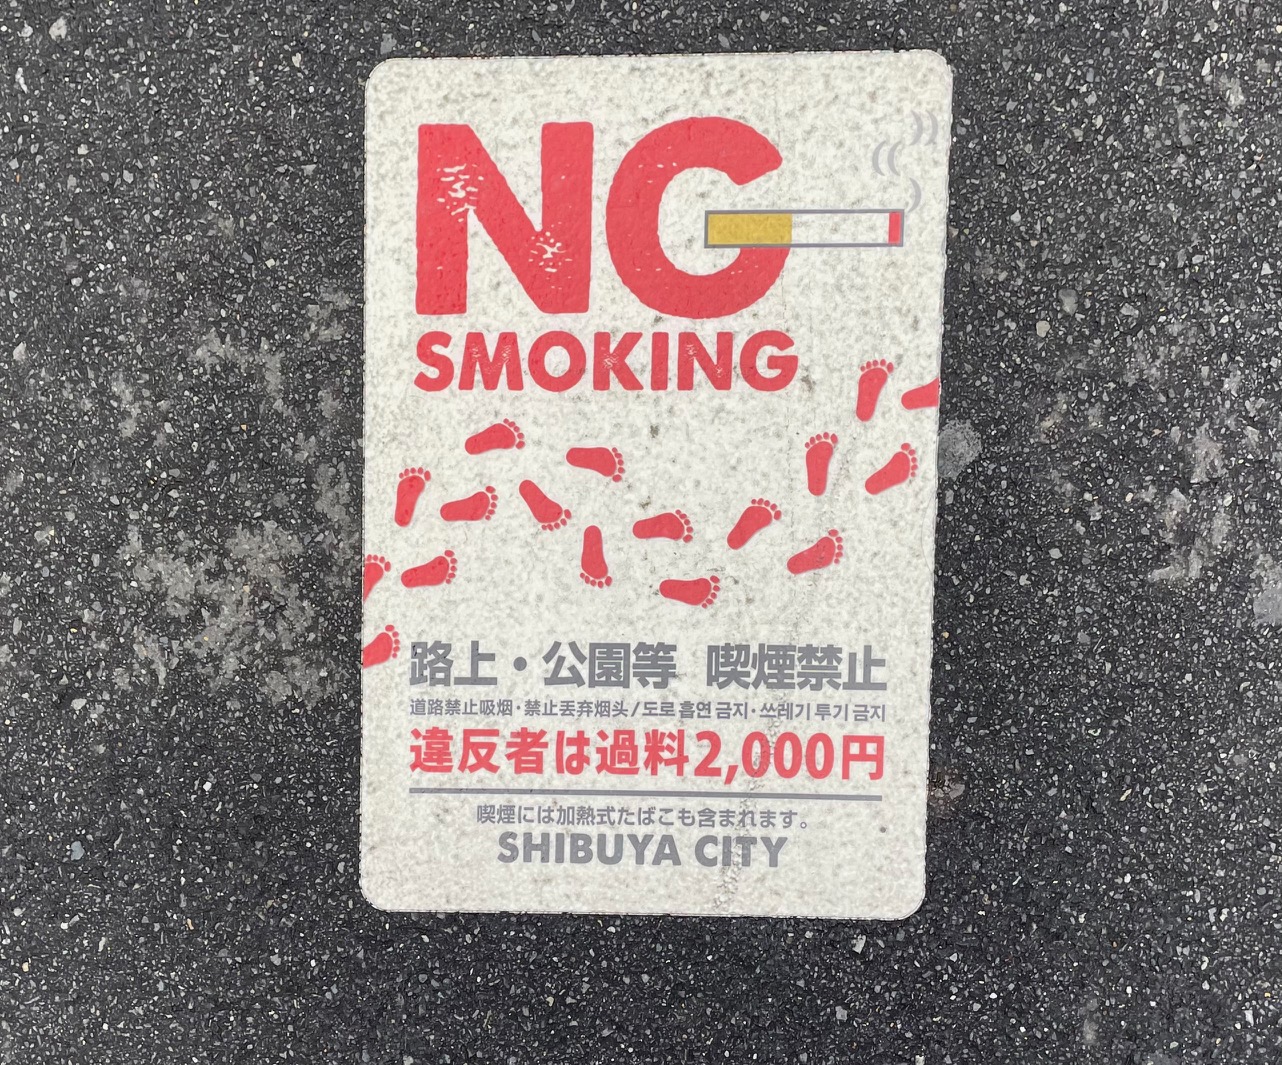 NG
SMOKING
路上・公園等 喫煙禁止
道路禁止吸烟・禁止丢弃烟头/도로 흡연 금지・쓰레기 투기 금지
違反者は過料2,000円
喫煙には加熱式たばこも含まれます。
SHIBUYA CITY